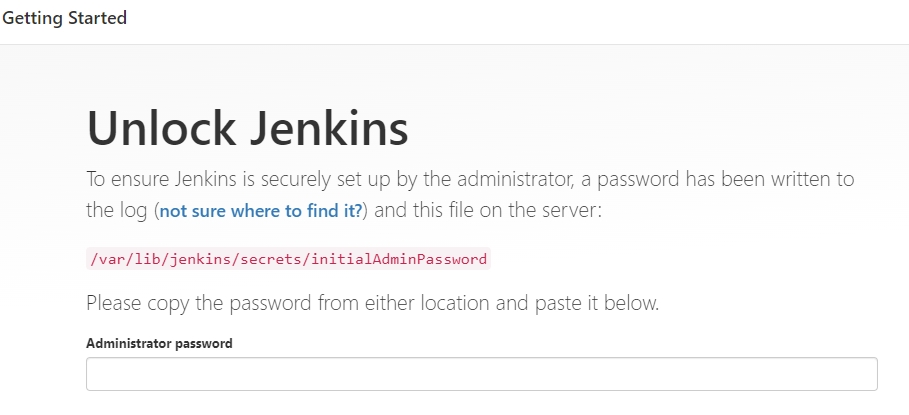 Getting Started
Unlock Jenkins
To ensure Jenkins is securely set up by the administrator, a password has been written to
the log (not sure where to find it?) and this file on the server:
/var/lib/jenkins/secrets/initialAdminPassword
Please copy the password from either location and paste it below.
Administrator password